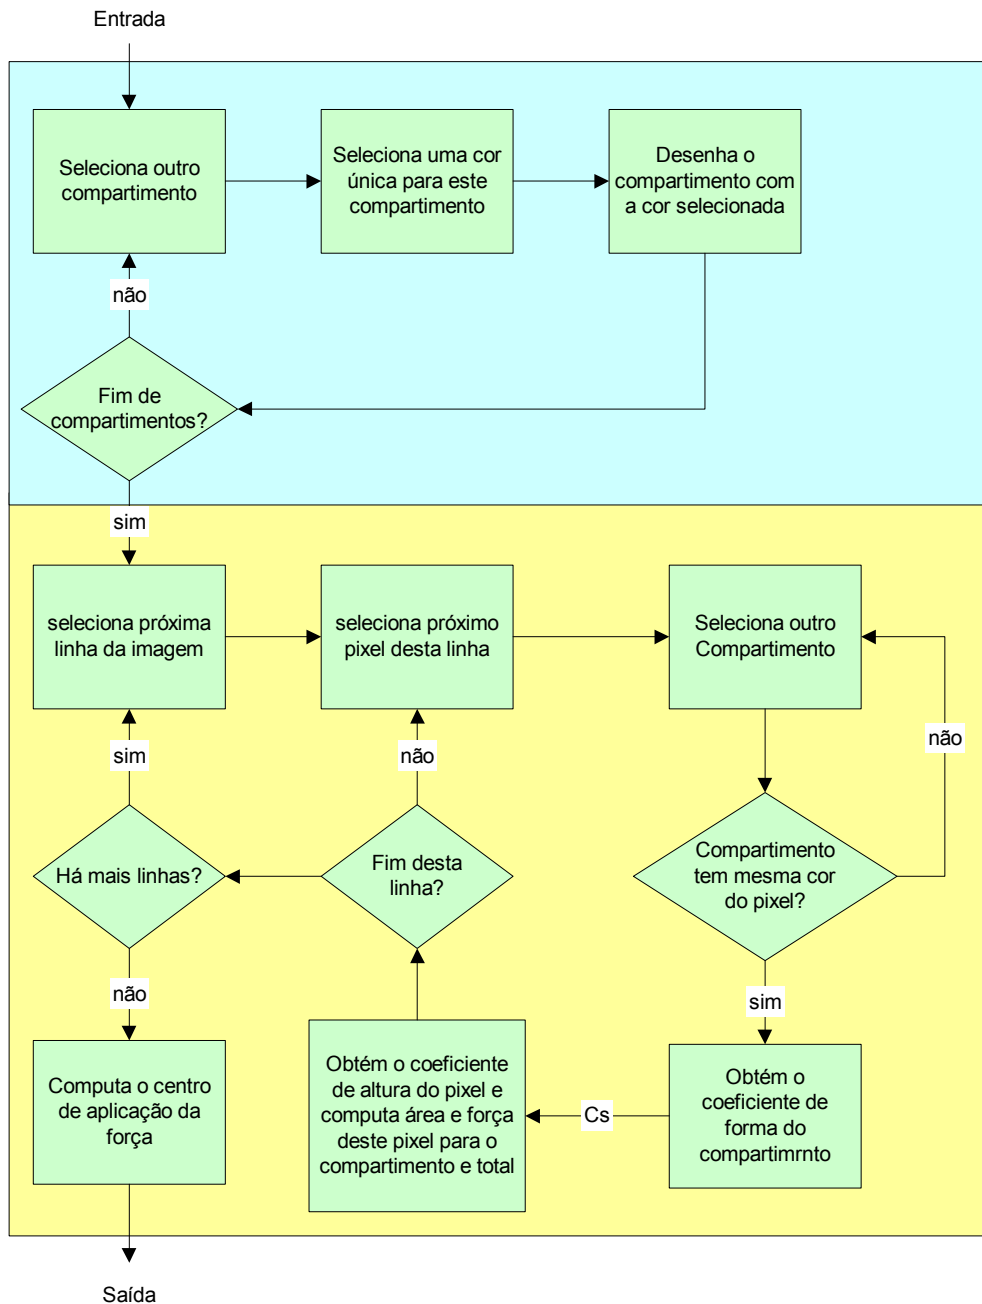 Entrada
Seleciona outro
compartimento
Seleciona uma cor
única para este
compartimento
Desenha o
compartimento com
a cor selecionada
não
Fim de
compartimentos?
sim
seleciona próxima
linha da imagem
seleciona próximo
pixel desta linha
Seleciona outro
Compartimento
não
sim
não
Há mais linhas?
Fim desta
linha?
Compartimento
tem mesma cor
do pixel?
não
sim
Computa o centro
de aplicação da
força
Obtém o coeficiente
de altura do pixel e
computa área e força
deste pixel para o
compartimento e total
Cs
Obtém o
coeficiente de
forma do
compartimrnto
Saída